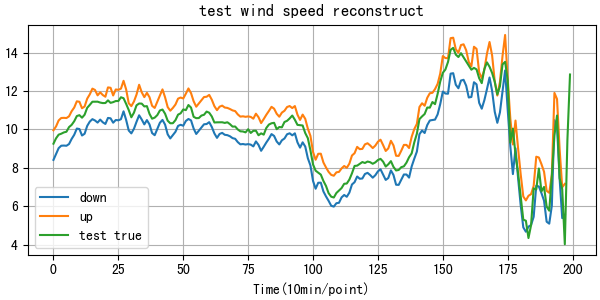 test wind speed reconstruct
14
12
10
8
6
4
down
up
test true
0 25 50 75 100 125 150 175 200
Time(10min/point)